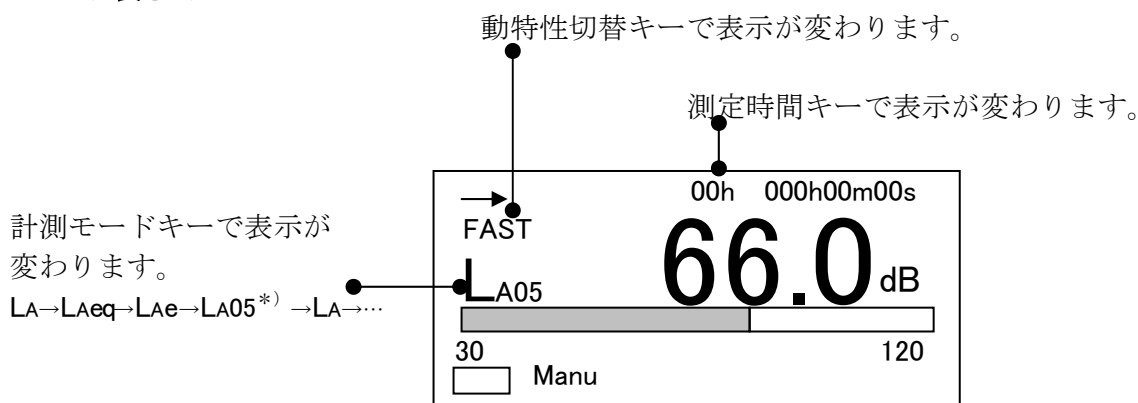 動特性切替キーで表示が変わります。
測定時間キーで表示が変わります。
00h 000h00m00s
→
FAST
計測モードキーで表示が
変わります。
LA→LAeq→LAe→LA05*) →LA→…
LA05 66.0 dB
30 120
Manu